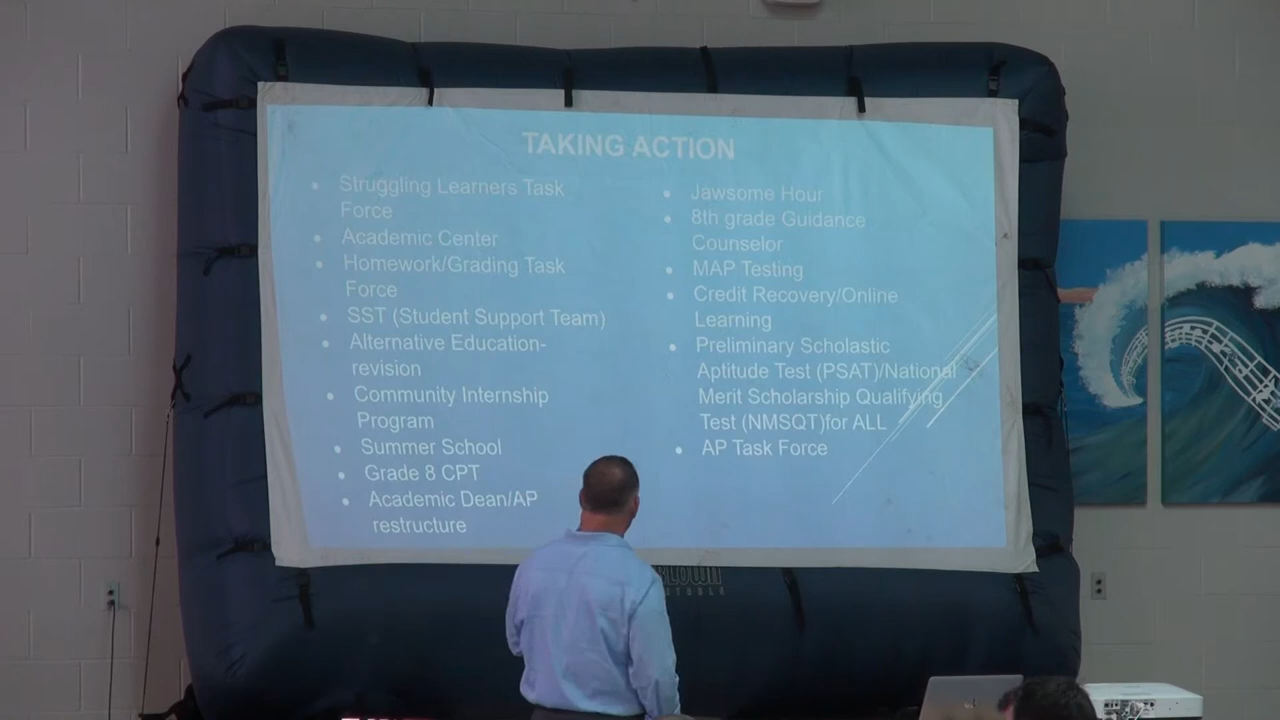 TAKING ACTION
● Struggling Learners Task
Force
● Academic Center
● Homework/Grading Task
Force
● SST (Student Support Team)
● Alternative Education-
revision
● Community Internship
Program
● Summer School
● Grade 8 CPT
● Academic Dean/AP
restructure
● Jawsome Hour
● 8th grade Guidance
Counselor
● MAP Testing
● Credit Recovery/Online
Learning
● Preliminary Scholastic
Aptitude Test (PSAT)/National
Merit Scholarship Qualifying
Test (NMSQT)for ALL
● AP Task Force